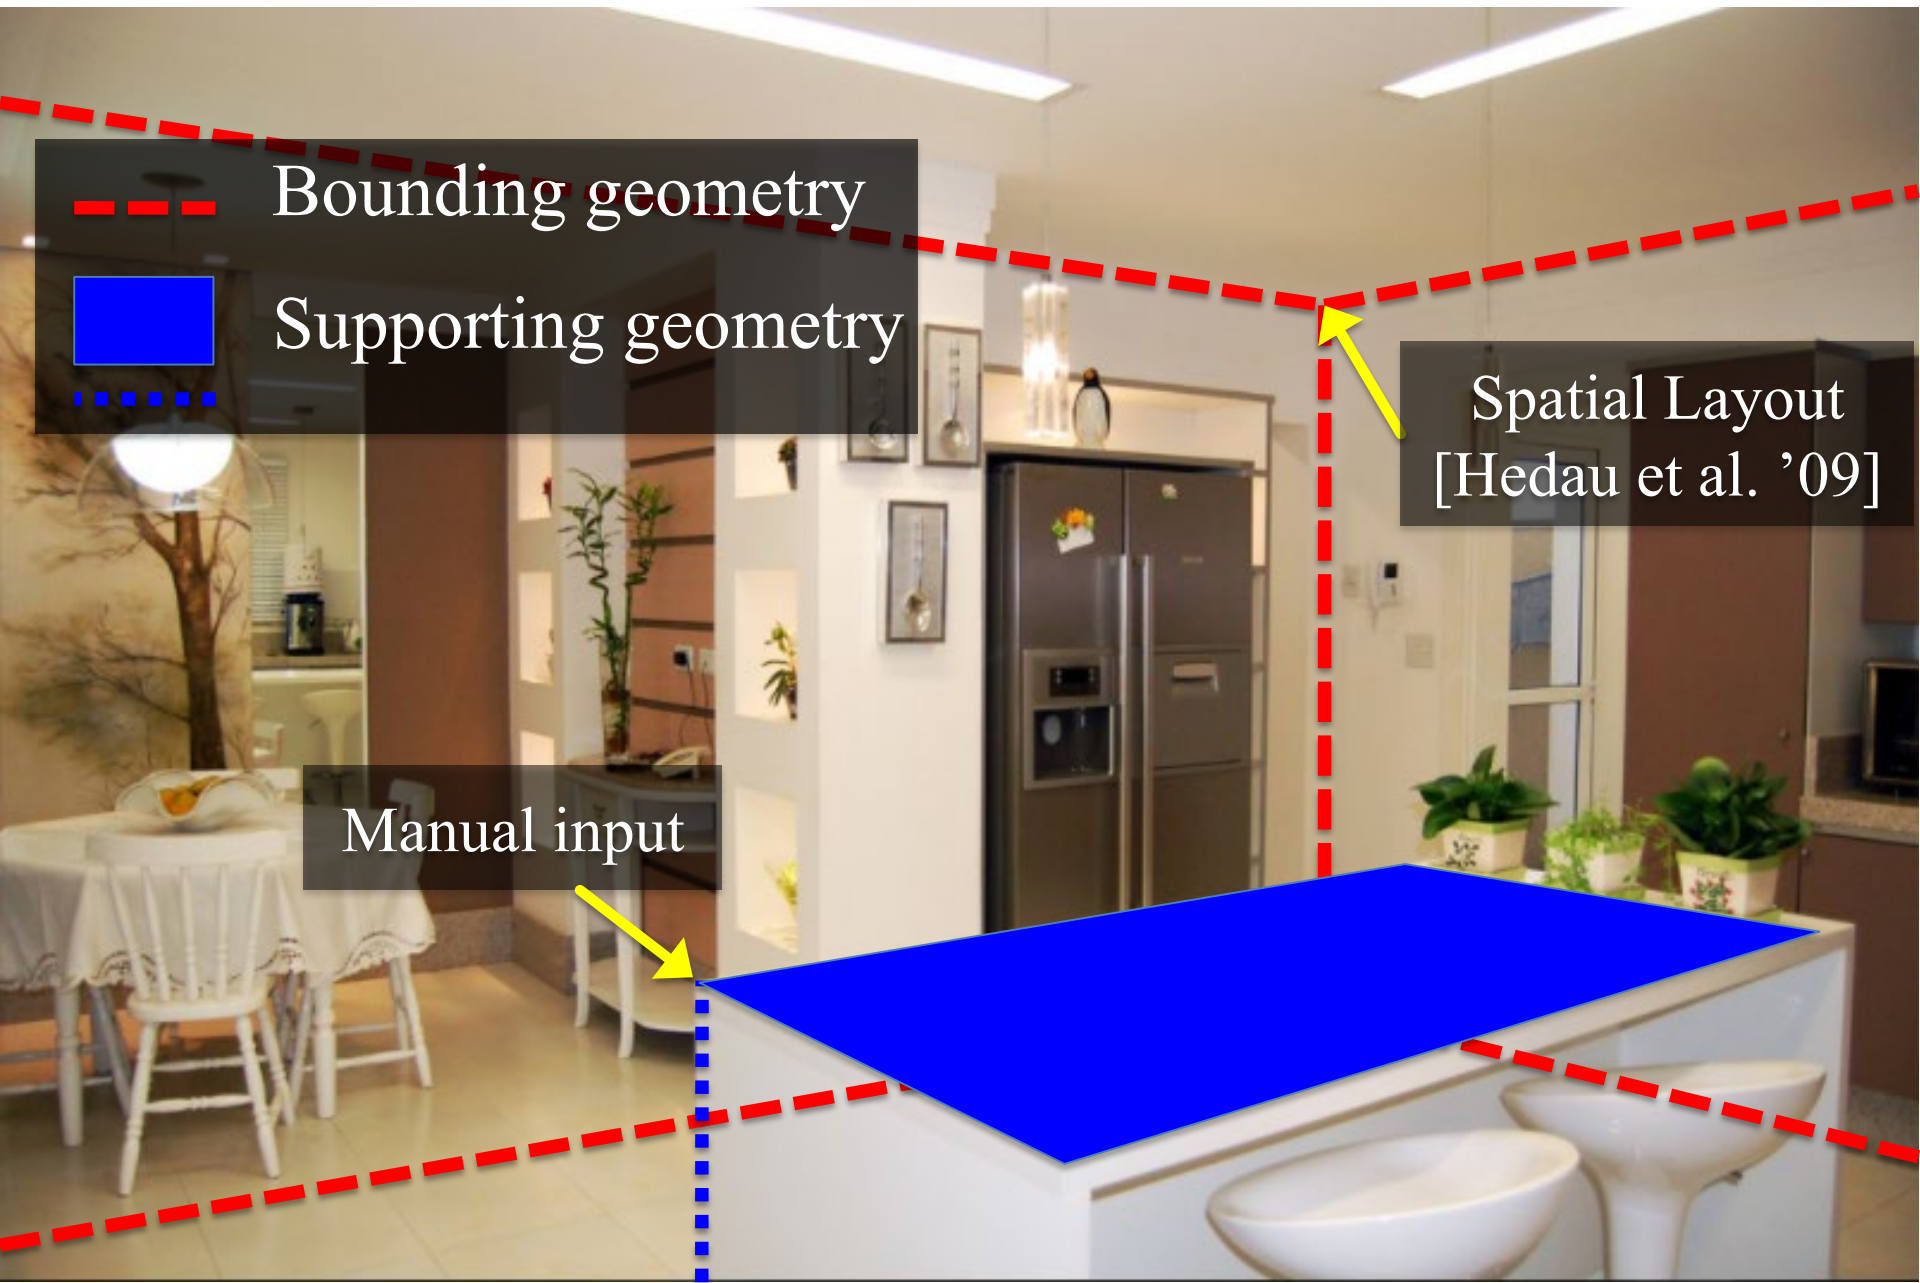 Bounding geometry
Supporting geometry
Spatial Layout
[Hedau et al. ’09]
Manual input